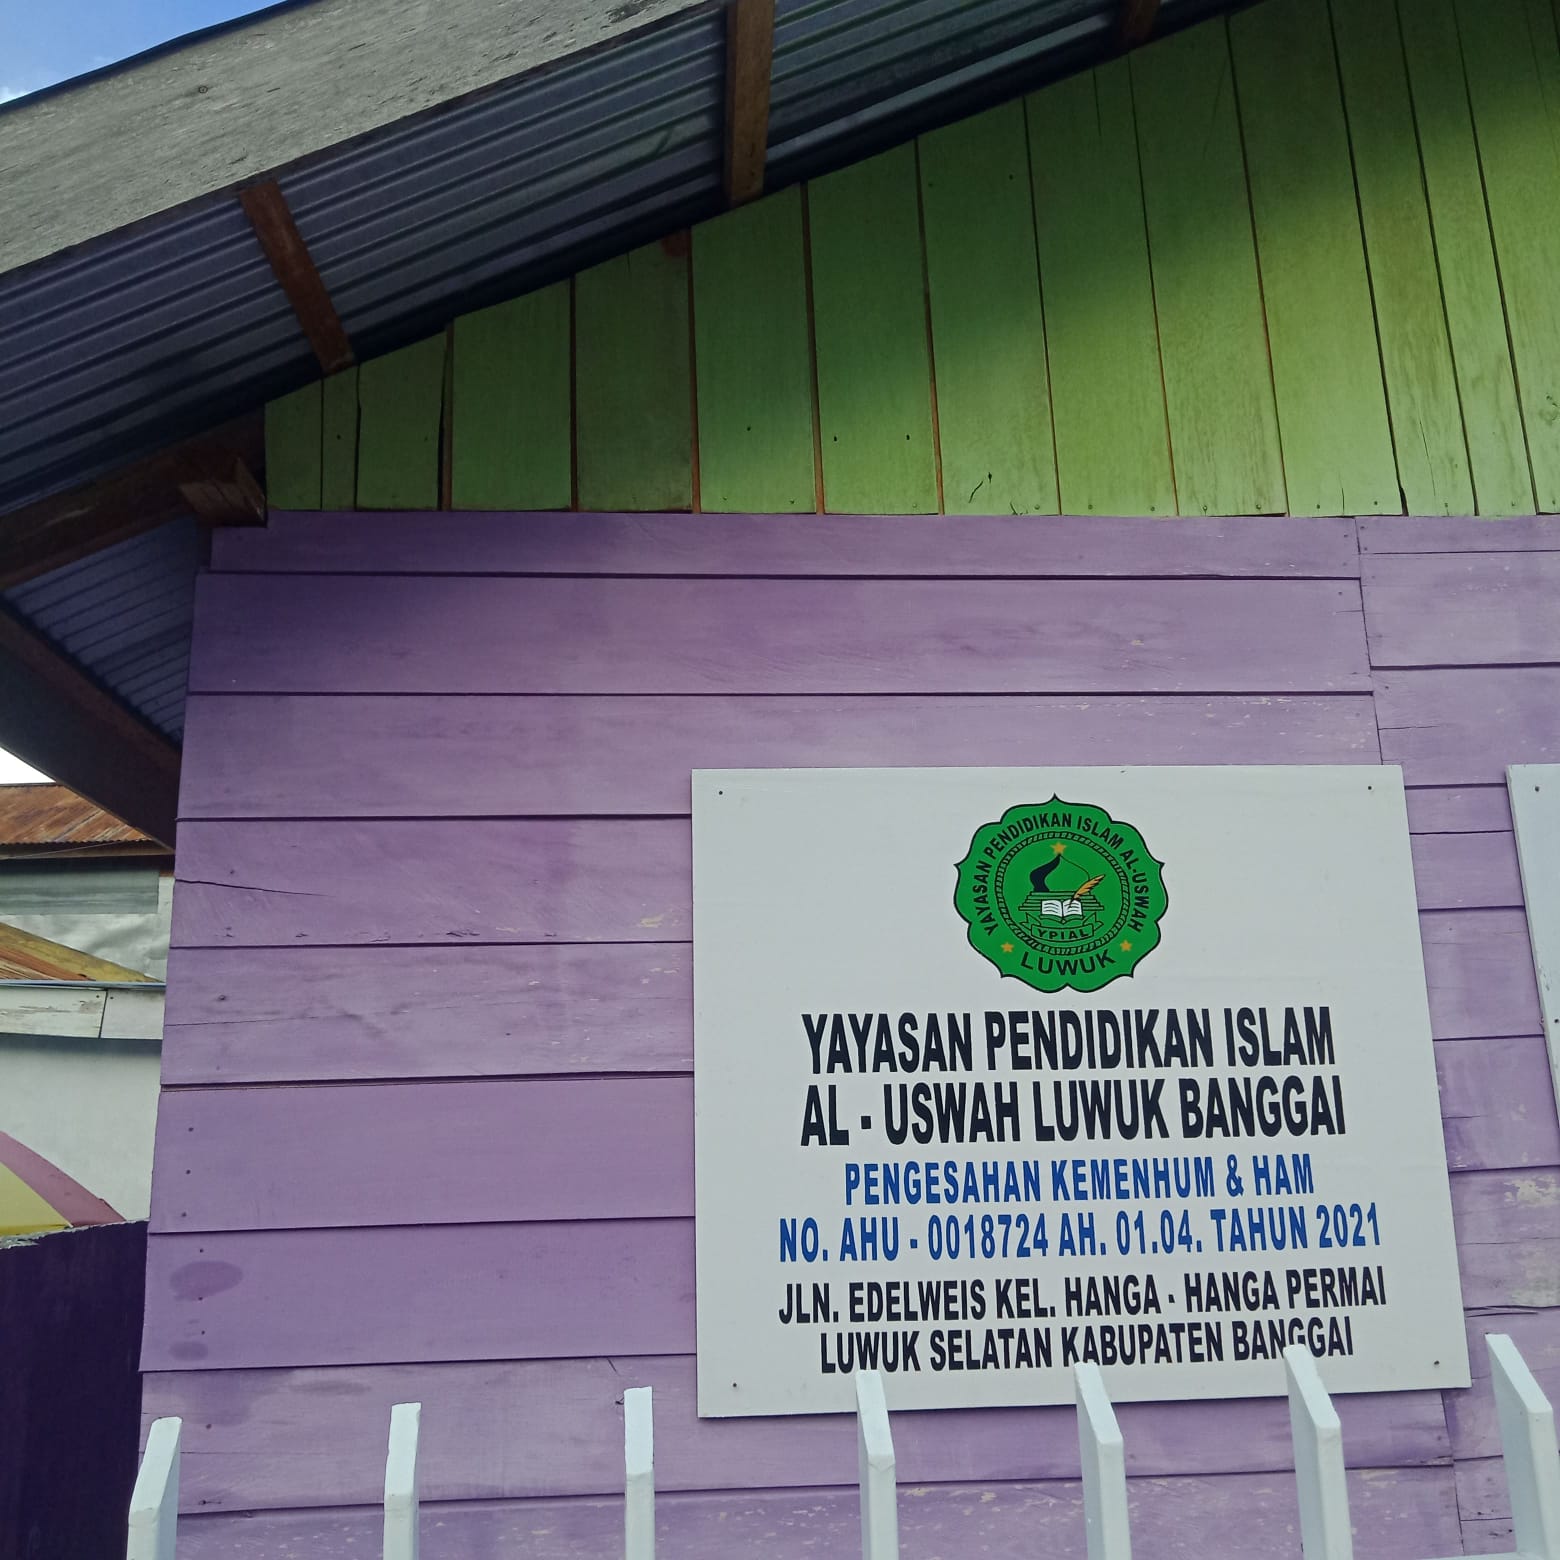 YAYASAN PENDIDIKAN ISLAM AL-USWAH
YPIAL
LUWUK
YAYASAN PENDIDIKAN ISLAM
AL - USWAH LUWUK BANGGAI
PENGESAHAN KEMENHUM & HAM
NO. AHU - 0018724 AH. 01.04. TAHUN 2021
JLN. EDELWEIS KEL. HANGA - HANGA PERMAI
LUWUK SELATAN KABUPATEN BANGGAI